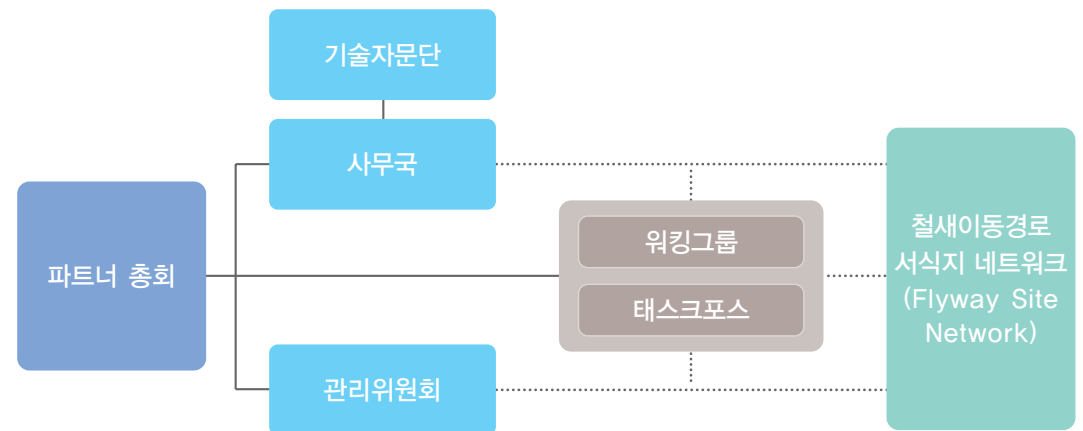 기술자문단
사무국
파트너 총회
워킹그룹
태스크포스
관리위원회
철새이동경로
서식지 네트워크
(Flyway Site
Network)